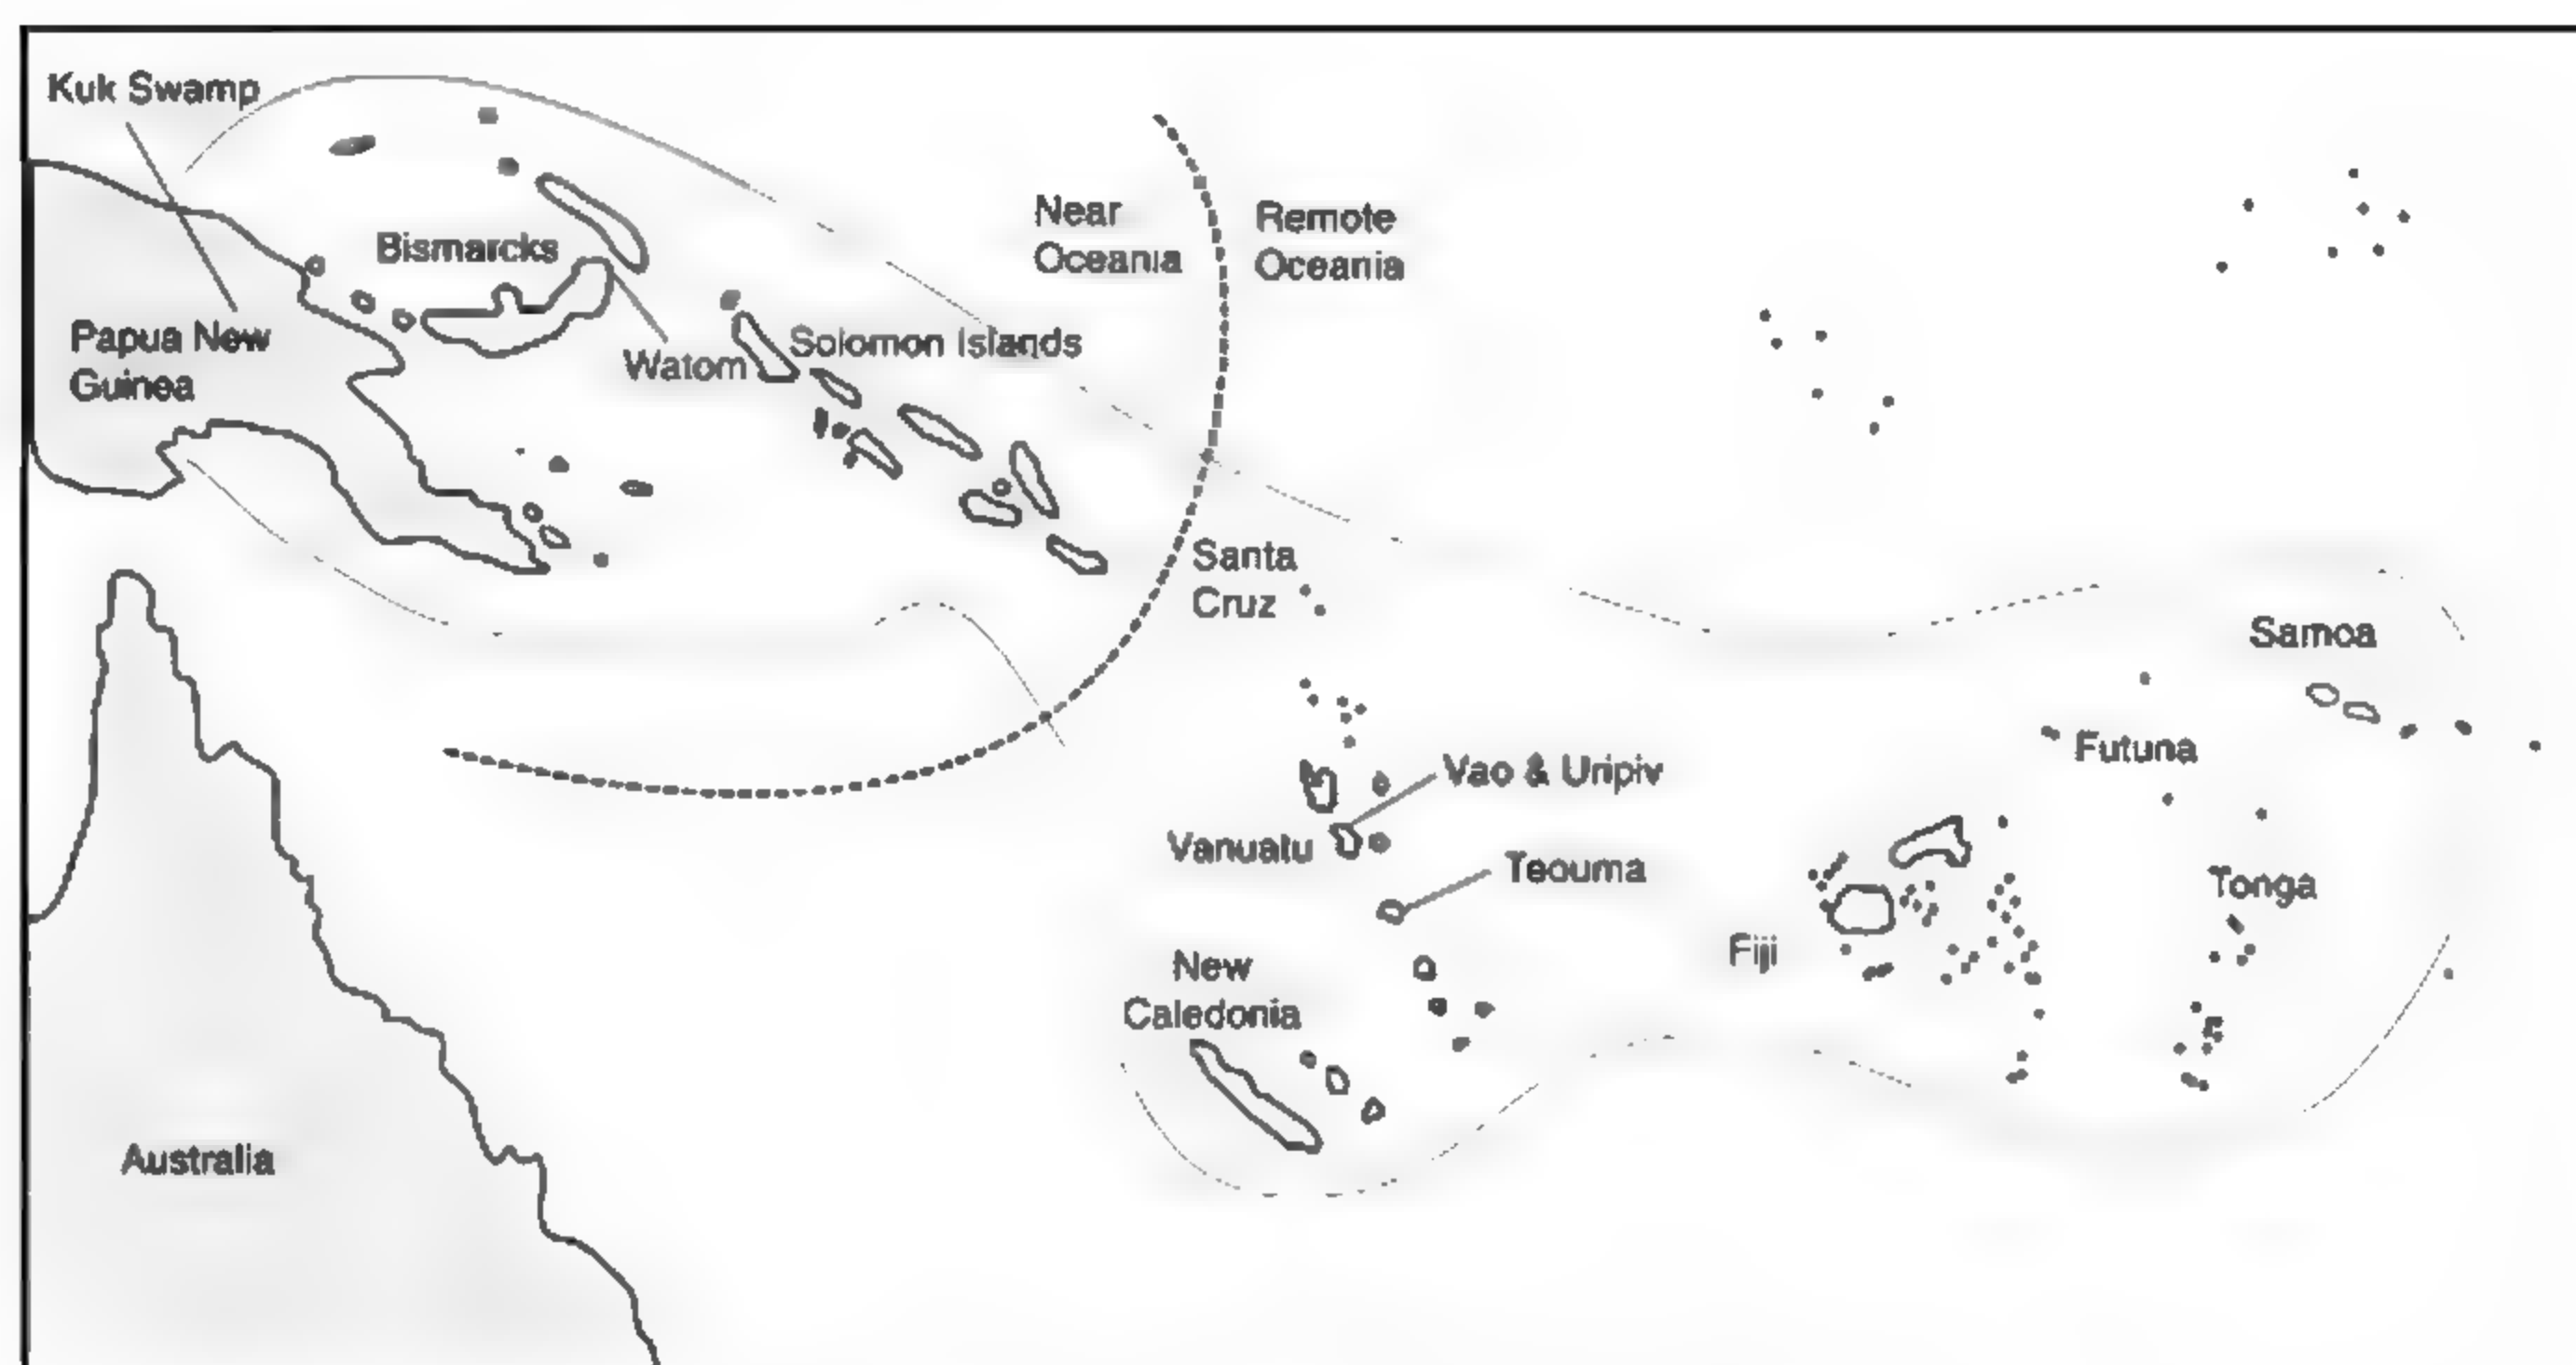 Kuk Swamp
Near
Oceania
Remote
Oceania
Bismarcks
Papua New
Guinea
Watom
Solomon Islands
Santa
Cruz
Samoa
Futuna
Vao & Uripiv
Vanuatu
Teouma
Tonga
Fiji
New
Caledonia
Australia